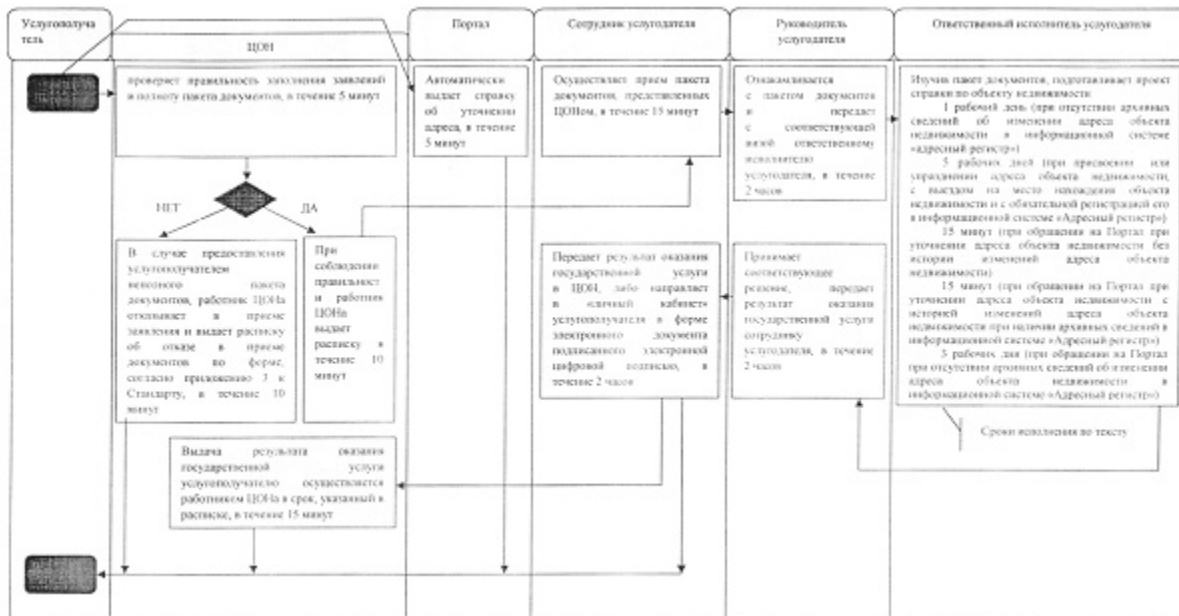 Услугополуча
тель
ЦОН
Портал
Сотрудник услугодателя
Руководитель
услугодателя
Ответственный исполнитель услугодателя
проверяет правильность заполнения заявлений
и полноту пакета документов, в течение 5 минут
Автоматически
выдает справку
об уточнении
адреса, в течение
5 минут
Осуществляет прием пакета
документов, представленных
ЦОНом, в течение 15 минут
Ознакамливается
с пакетом документов
и передает
с соответствующей
визой ответственному
исполнителю
услугодателя, в течение
2 часов
Изучив пакет документов, подготавливает проект
справки по объекту недвижимости
1 рабочий день (при отсутствии архивных
сведений об изменении адреса объекта
недвижимости в информационной системе
«адресный регистр»)
5 рабочих дней (при присвоении или
упразднении адреса объекта недвижимости,
с выездом на место нахождения объекта
недвижимости и с обязательной регистрацией его
в информационной системе «Адресный регистр»)
15 минут (при обращении на Портал при
уточнении адреса объекта недвижимости без
истории изменений адреса объекта
недвижимости)
15 минут (при обращении на Портал при
уточнении адреса объекта недвижимости с
историей изменений адреса объекта
недвижимости при наличии архивных сведений в
информационной системе «Адресный регистр»)
3 рабочих дня (при обращении на Портал
при отсутствии архивных сведений об изменении
адреса объекта недвижимости в
информационной системе «Адресный регистр»)
НЕТ
ДА
В случае предоставления
услугополучателем
неполного пакета
документов, работник ЦОНа
отказывает в приеме
заявления и выдает расписку
об отказе в приеме
документов по форме,
согласно приложению 3 к
Стандарту, в течение 10
минут
При
соблюдении
правильност
и работник
ЦОНа
выдает
расписку в
течение 10
минут
Передает результат оказания
государственной услуги
в ЦОН, либо направляет
в «личный кабинет»
услугополучателя в форме
электронного документа
подписанного электронной
цифровой подписью, в
течение 2 часов
Принимает
соответствующее
решение, передает
результат оказания
государственной услуги
сотруднику
услугодателя, в течение
2 часов
Сроки исполнения по тексту
Выдача результата оказания
государственной услуги
услугополучателю осуществляется
работником ЦОНа в срок, указанный в
расписке, в течение 15 минут